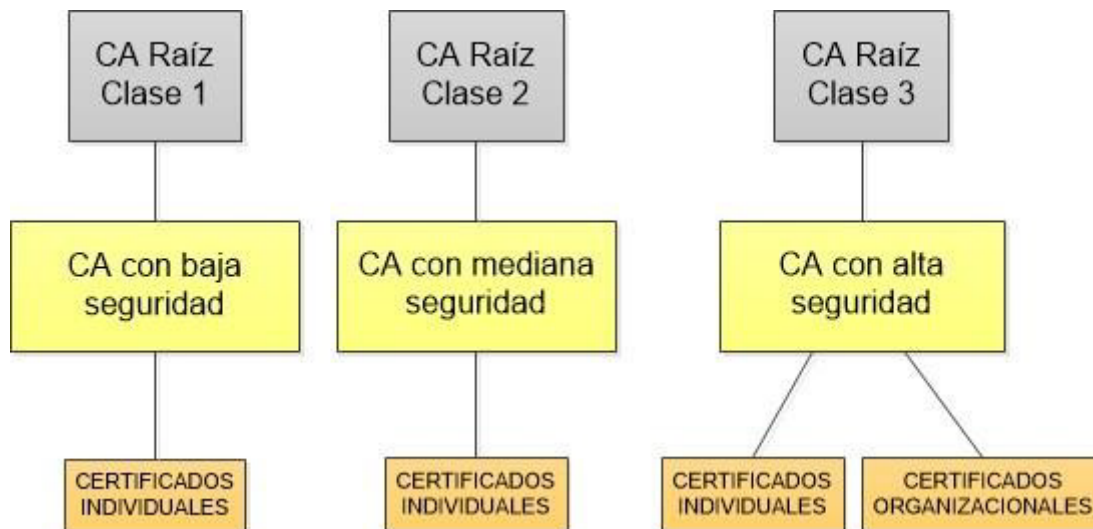 CA Raíz
Clase 1
CA Raíz
Clase 2
CA Raíz
Clase 3
CA con baja
seguridad
CA con mediana
seguridad
CA con alta
seguridad
CERTIFICADOS
INDIVIDUALES
CERTIFICADOS
INDIVIDUALES
CERTIFICADOS
INDIVIDUALES
CERTIFICADOS
ORGANIZACIONALES